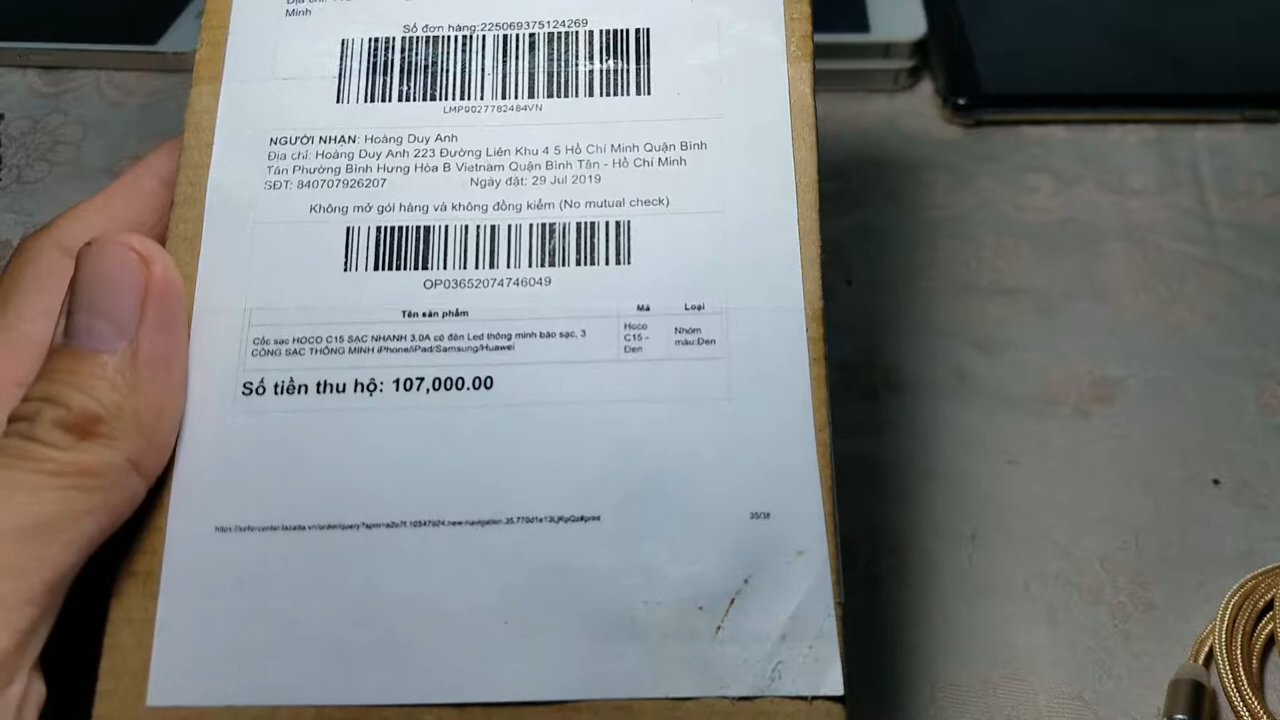 Minh
Số đơn hàng:225069375124269
LMP0027782484VN
NGƯỜI NHẬN: Hoàng Duy Anh
Địa chỉ: Hoàng Duy Anh 223 Đường Liên Khu 4 5 Hồ Chí Minh Quận Bình
Tân Phường Bình Hưng Hòa B Vietnam Quận Bình Tân - Hồ Chí Minh
SĐT: 840707926207 Ngày đặt: 29 Jul 2019
Không mở gói hàng và không đồng kiểm (No mutual check)
OP03652074746049
Tên sản phẩm Mã Loại
Cốc sạc HOCO C15 SẠC NHANH 3.0A có đèn Led thông minh báo sạc, 3
CỔNG SẠC THÔNG MINH iPhone/iPad/Samsung/Huawei
Hoco
C15 -
Đen
Nhóm
màu:Đen
Số tiền thu hộ: 107,000.00
35/38